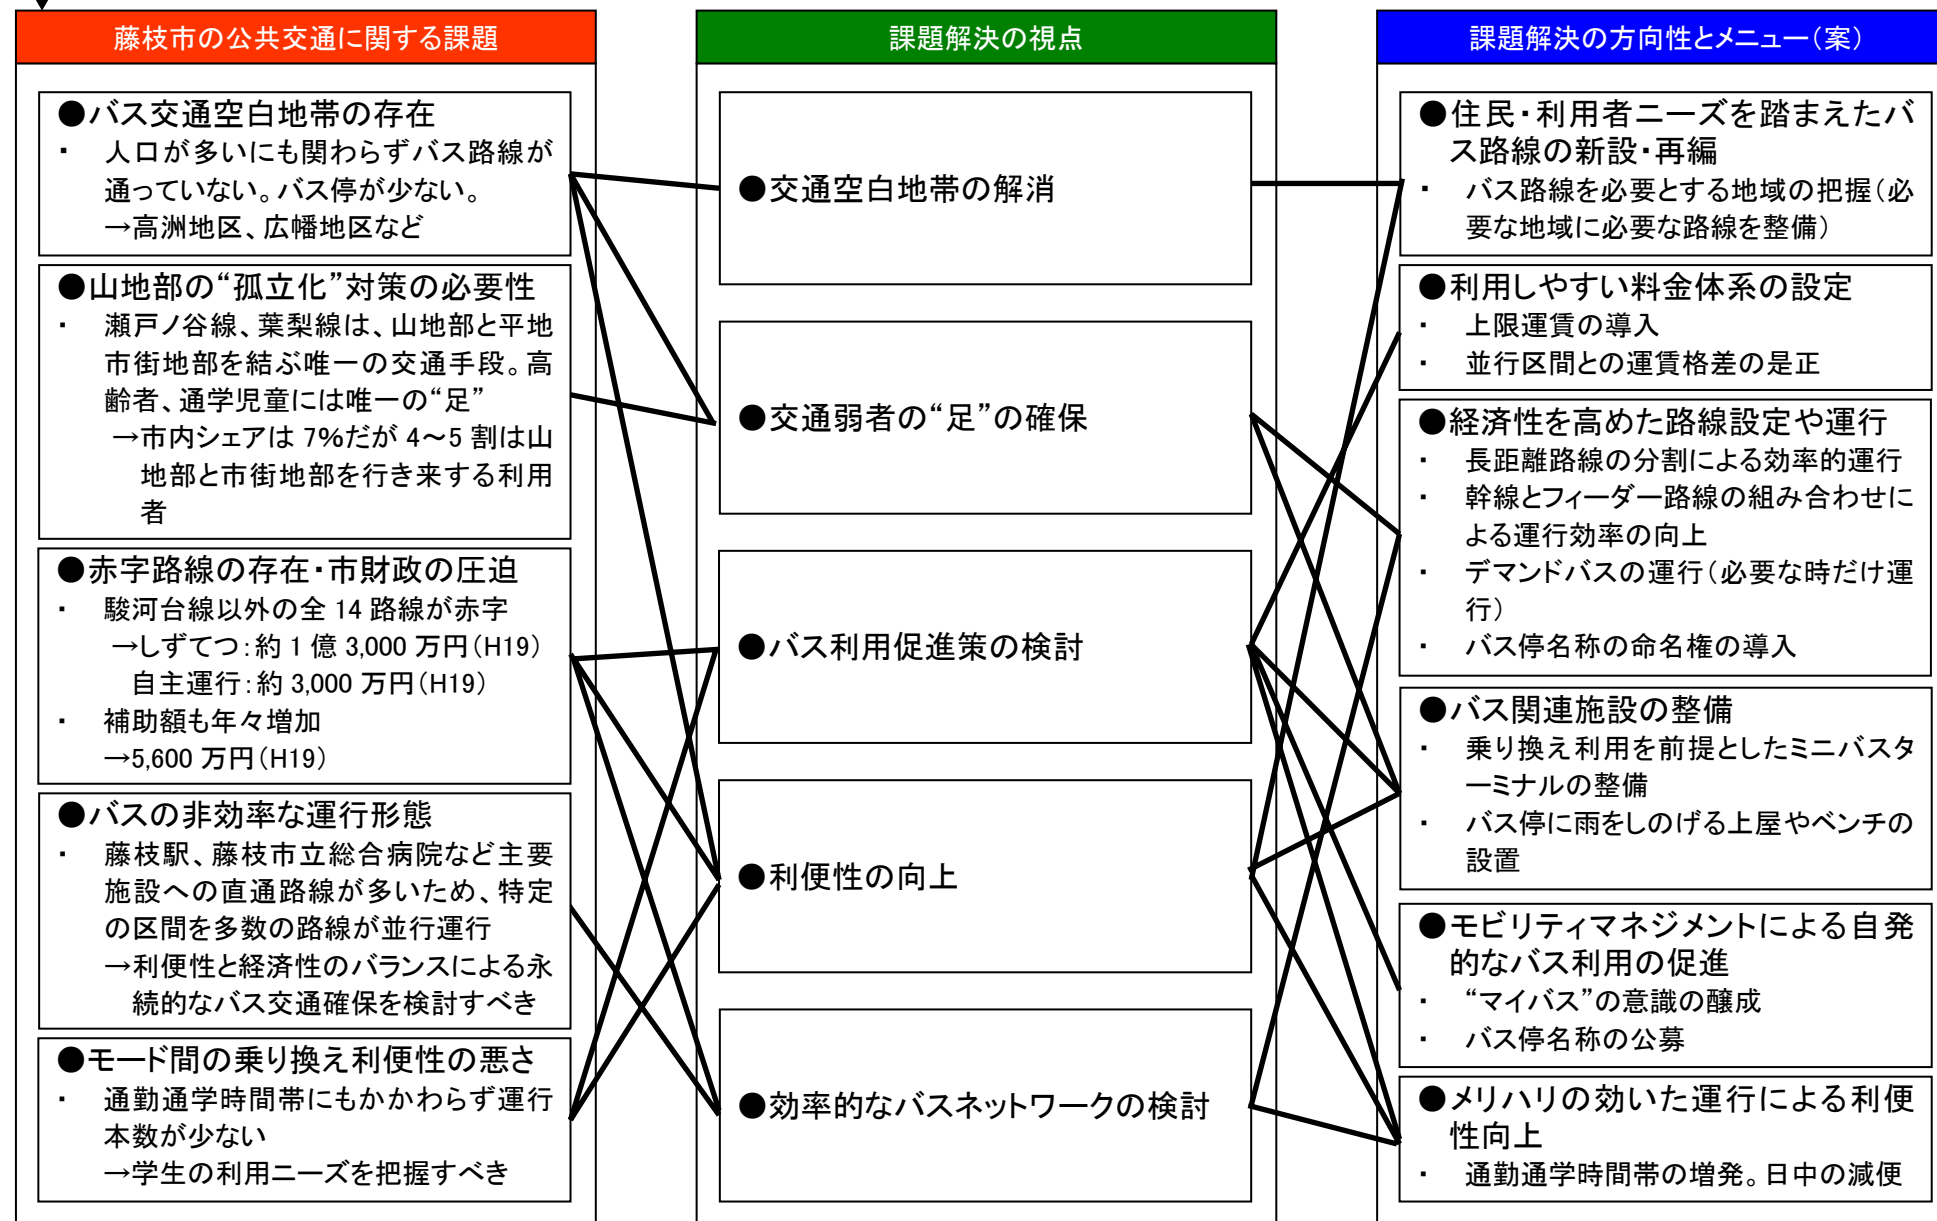 藤枝市の公共交通に関する課題
●バス交通空白地帯の存在
・ 人口が多いにも関わらずバス路線が
通っていない。バス停が少ない。
→高洲地区、広幡地区など
●山地部の“孤立化”対策の必要性
・ 瀬戸ノ谷線、葉梨線は、山地部と平地
市街地部を結ぶ唯一の交通手段。高
齢者、通学児童には唯一の“足”
→市内シェアは 7%だが 4～5 割は山
地部と市街地部を行き来する利用
者
●赤字路線の存在・市財政の圧迫
・ 駿河台線以外の全 14 路線が赤字
→しずてつ：約 1 億 3,000 万円（H19）
自主運行：約 3,000 万円（H19）
・ 補助額も年々増加
→5,600 万円（H19）
●バスの非効率な運行形態
・ 藤枝駅、藤枝市立総合病院など主要
施設への直通路線が多いため、特定
の区間を多数の路線が並行運行
→利便性と経済性のバランスによる永
続的なバス交通確保を検討すべき
●モード間の乗り換え利便性の悪さ
・ 通勤通学時間帯にもかかわらず運行
本数が少ない
→学生の利用ニーズを把握すべき
課題解決の視点
●交通空白地帯の解消
●交通弱者の“足”の確保
●バス利用促進策の検討
●利便性の向上
●効率的なバスネットワークの検討
課題解決の方向性とメニュー（案）
●住民・利用者ニーズを踏まえたバ
ス路線の新設・再編
・ バス路線を必要とする地域の把握（必
要な地域に必要な路線を整備）
●利用しやすい料金体系の設定
・ 上限運賃の導入
・ 並行区間との運賃格差の是正
●経済性を高めた路線設定や運行
・ 長距離路線の分割による効率的運行
・ 幹線とフィーダー路線の組み合わせに
よる運行効率の向上
・ デマンドバスの運行（必要な時だけ運
行）
・ バス停名称の命名権の導入
●バス関連施設の整備
・ 乗り換え利用を前提としたミニバスタ
ーミナルの整備
・ バス停に雨をしのげる上屋やベンチの
設置
●モビリティマネジメントによる自発
的なバス利用の促進
・ “マイバス”の意識の醸成
・ バス停名称の公募
●メリハリの効いた運行による利便
性向上
・ 通勤通学時間帯の増発。日中の減便